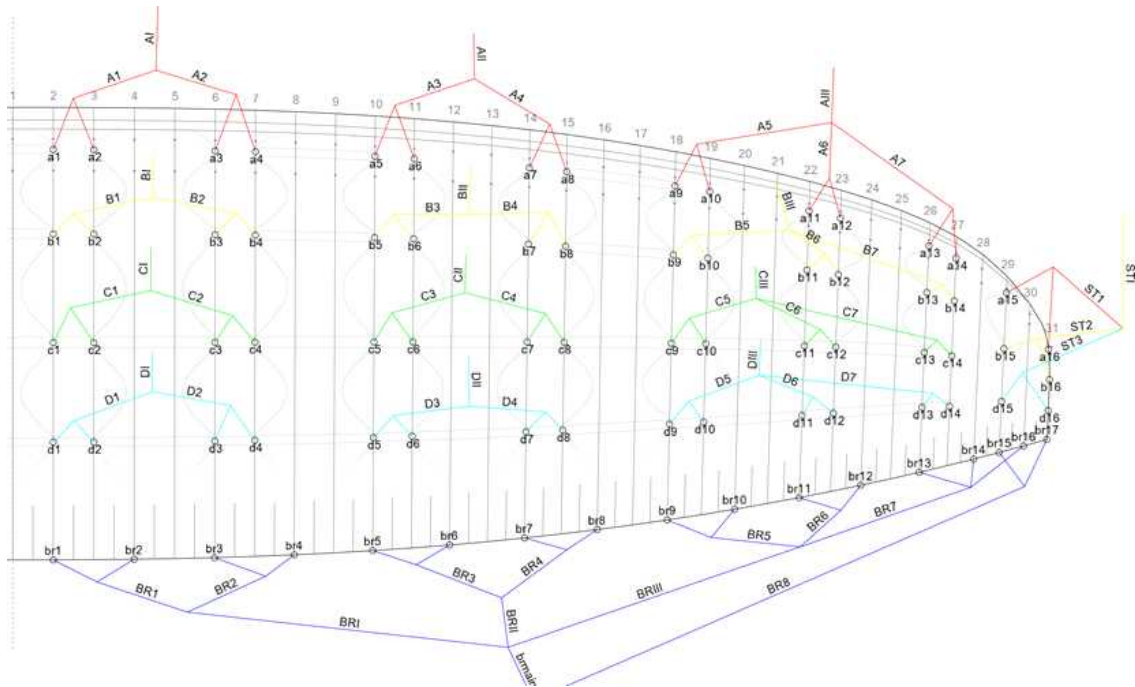 AI
AII
A1
A2
A3
A4
AIII
A5
A6
A7
1
2
3
4
5
6
7
8
9
10
11
12
13
14
15
16
17
18
19
20
21
22
23
24
25
26
27
28
29
30
31
a1
a2
a3
a4
a5
a6
a7
a8
a9
a10
a11
a12
a13
a14
a15
a16
BI
BII
BIII
B1
B2
B3
B4
B5
B6
B7
b1
b2
b3
b4
b5
b6
b7
b8
b9
b10
b11
b12
b13
b14
b15
b16
STI
ST1
ST2
ST3
CI
CII
CIII
C1
C2
C3
C4
C5
C6
C7
c1
c2
c3
c4
c5
c6
c7
c8
c9
c10
c11
c12
c13
c14
DI
DII
DIII
D1
D2
D3
D4
D5
D6
D7
d1
d2
d3
d4
d5
d6
d7
d8
d9
d10
d11
d12
d13
d14
d15
d16
br1
br2
br3
br4
br5
br6
br7
br8
br9
br10
br11
br12
br13
br14
br15
br16
br17
BR1
BR2
BR3
BR4
BR5
BR6
BR7
BRI
BRII
BRIII
BR8
brmain